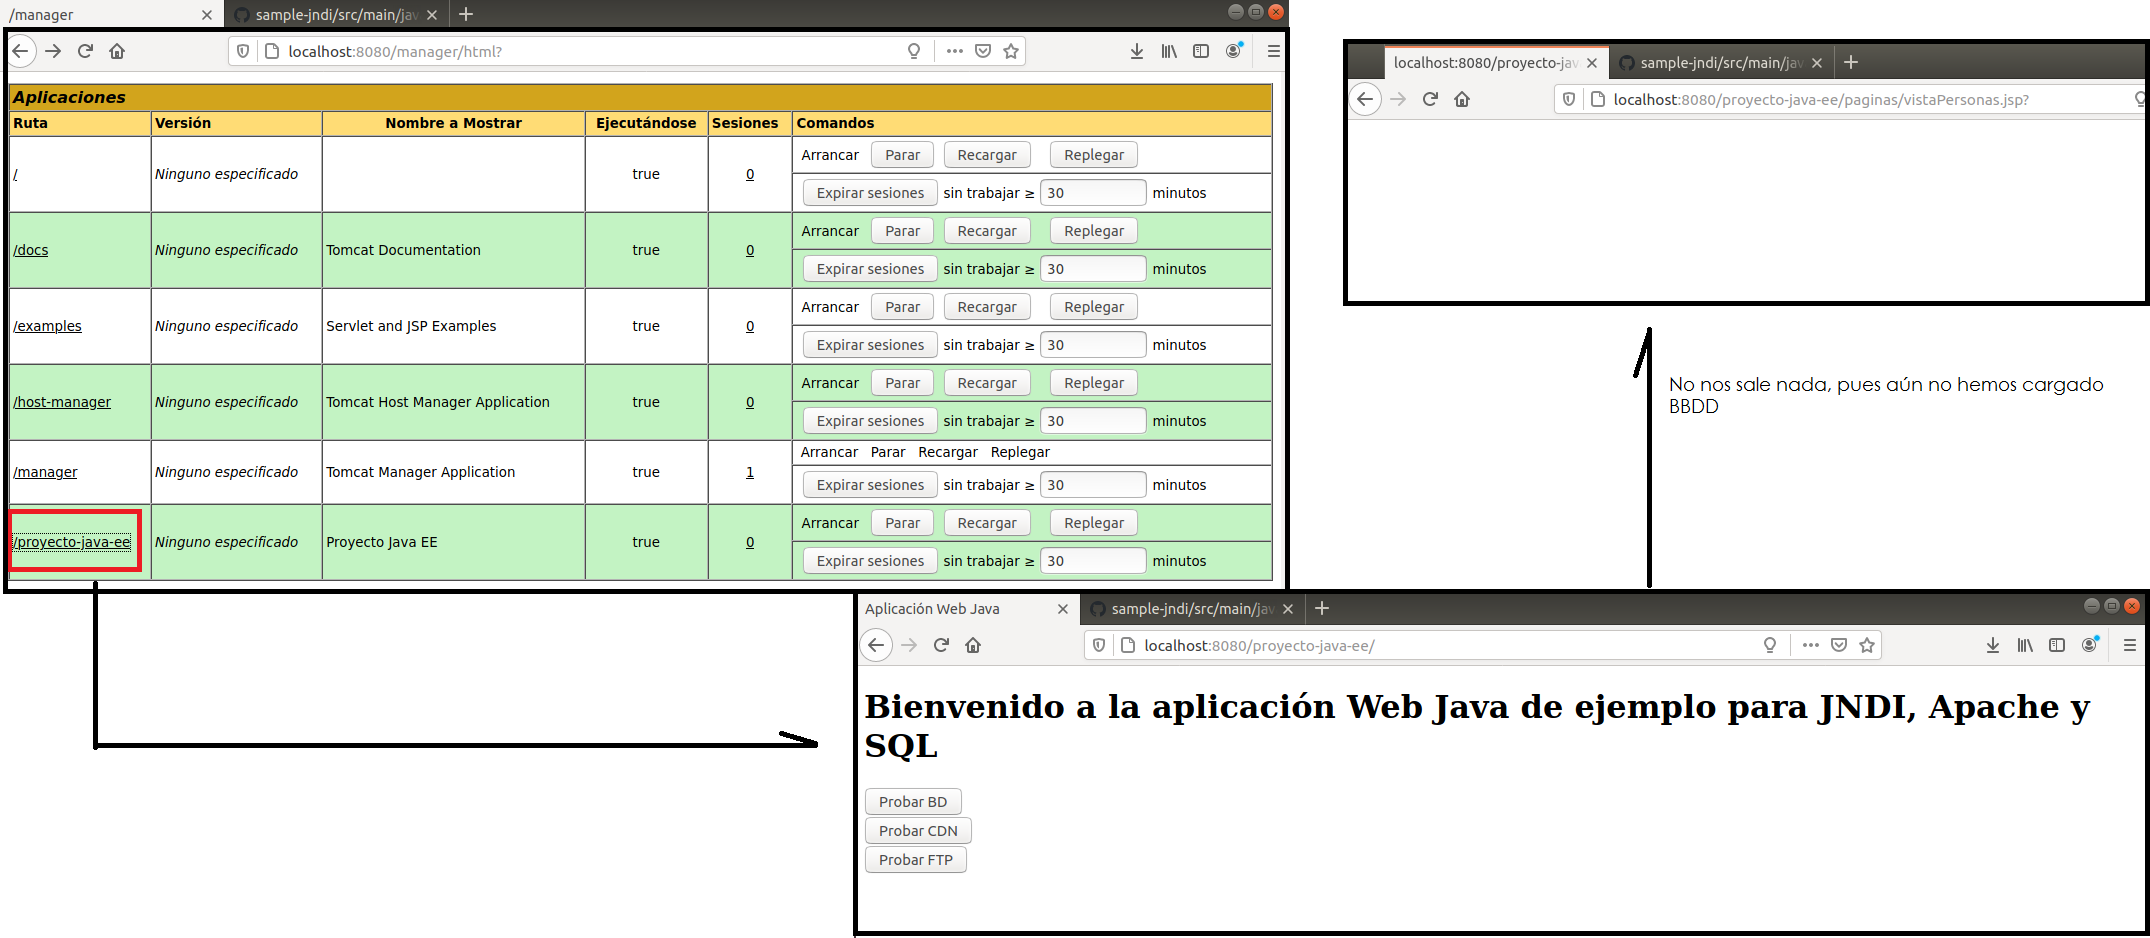 /manager
sample-jndi/src/main/jav
localhost:8080/manager/html?
Aplicaciones
Ruta Versión Nombre a Mostrar Ejecutándose Sesiones Comandos
/ Ninguno especificado true 0 Arrancar Parar Recargar Replegar
Expirar sesiones sin trabajar ≥ 30 minutos
/docs Ninguno especificado Tomcat Documentation true 0 Arrancar Parar Recargar Replegar
Expirar sesiones sin trabajar ≥ 30 minutos
/examples Ninguno especificado Servlet and JSP Examples true 0 Arrancar Parar Recargar Replegar
Expirar sesiones sin trabajar ≥ 30 minutos
/host-manager Ninguno especificado Tomcat Host Manager Application true 0 Arrancar Parar Recargar Replegar
Expirar sesiones sin trabajar ≥ 30 minutos
/manager Ninguno especificado Tomcat Manager Application true 1 Arrancar Parar Recargar Replegar
Expirar sesiones sin trabajar ≥ 30 minutos
/proyecto-java-ee Ninguno especificado Proyecto Java EE true 0 Arrancar Parar Recargar Replegar
Expirar sesiones sin trabajar ≥ 30 minutos
localhost:8080/proyecto-jav
sample-jndi/src/main/jav
localhost:8080/proyecto-java-ee/paginas/vistaPersonas.jsp?
No nos sale nada, pues aún no hemos cargado
BBDD
Aplicación Web Java
sample-jndi/src/main/jav
localhost:8080/proyecto-java-ee/
Bienvenido a la aplicación Web Java de ejemplo para JNDI, Apache y
SQL
Probar BD
Probar CDN
Probar FTP